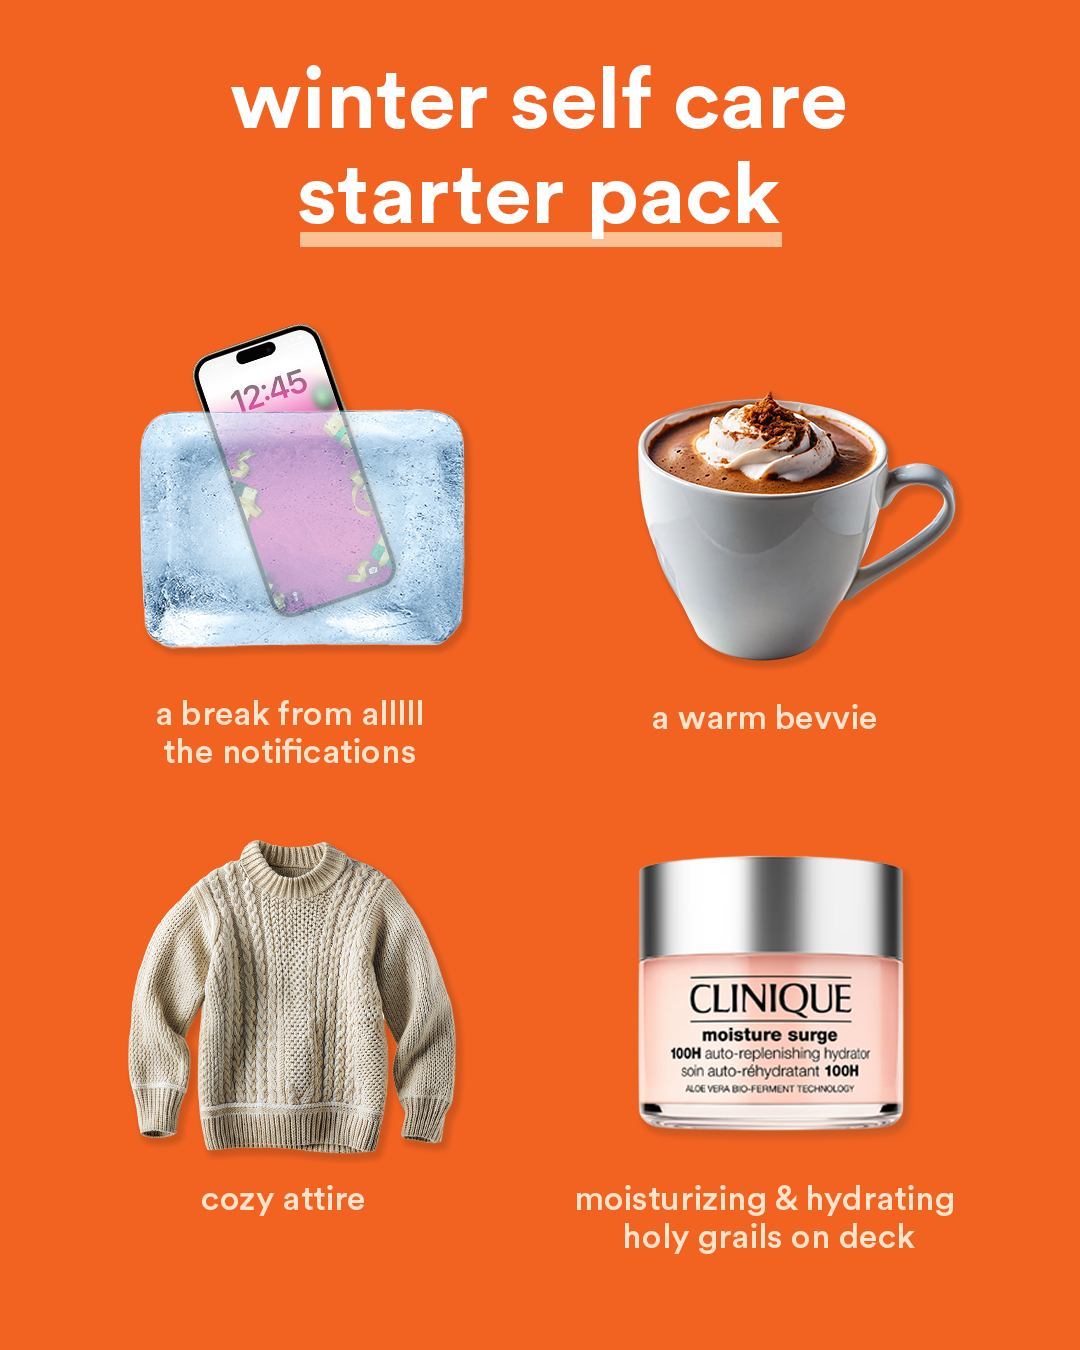 winter self care
starter pack
12:45
a break from alllll
the notifications
a warm bevvie
cozy attire
CLINIQUE
moisture surge
100H auto-replenishing hydrator
soin auto-réhydratant 100H
ALOE VERA BIO-FERMENT TECHNOLOGY
moisturizing & hydrating
holy grails on deck